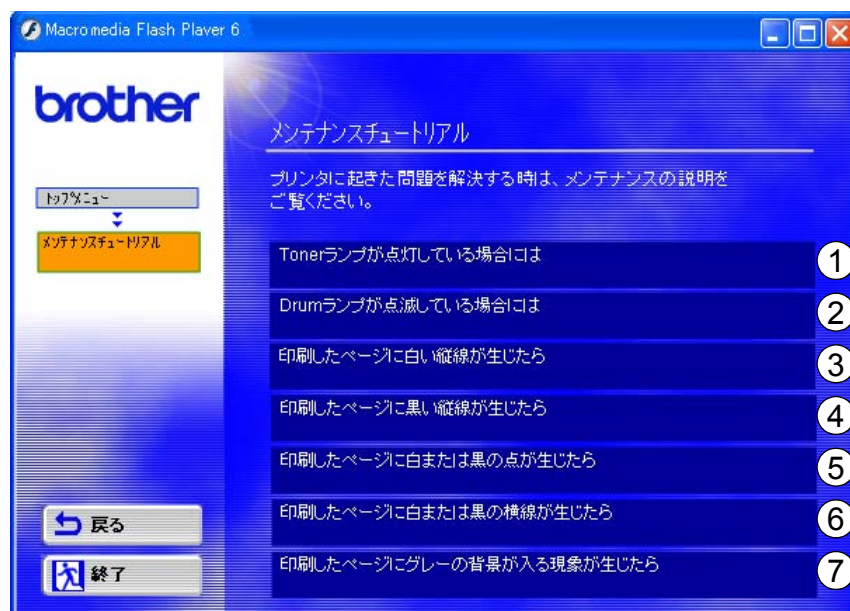 Macromedia Flash Player 6
brother
メンテナンスチュートリアル
プリンタに起きた問題を解決する時は、メンテナンスの説明を
ご覧ください。
トップメニュー
メンテナンスチュートリアル
Tonerランプが点灯している場合には
1
Drumランプが点滅している場合には
2
印刷したページに白い縦線が生じたら
3
印刷したページに黒い縦線が生じたら
4
印刷したページに白または黒の点が生じたら
5
印刷したページに白または黒の横線が生じたら
6
印刷したページにグレーの背景が入る現象が生じたら
7
戻る
終了